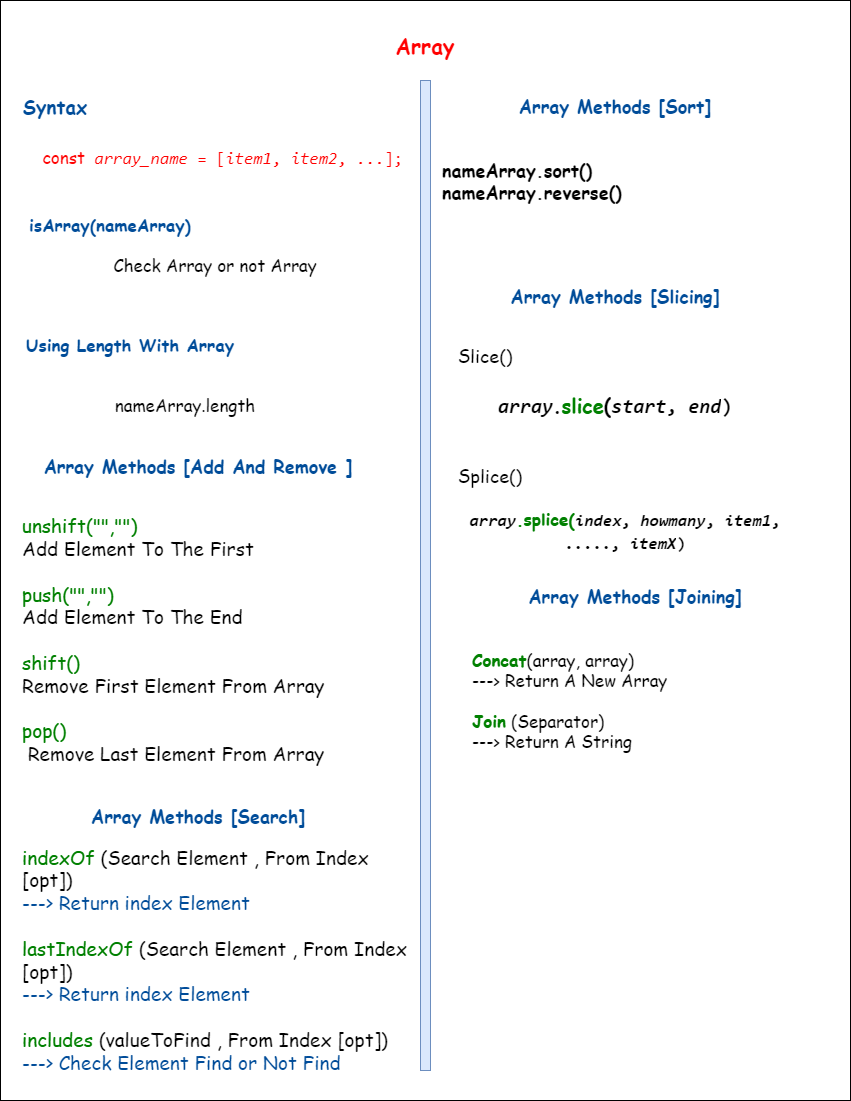 Array
Syntax
const array_name = [item1, item2, ...];
isArray(nameArray)
Check Array or not Array
Using Length With Array
nameArray.length
Array Methods [Add And Remove ]
unshift("","")
Add Element To The First
push("","")
Add Element To The End
shift()
Remove First Element From Array
pop()
Remove Last Element From Array
Array Methods [Search]
indexOf (Search Element , From Index
[opt])
---> Return index Element
lastIndexOf (Search Element , From Index
[opt])
---> Return index Element
includes (valueToFind , From Index [opt])
---> Check Element Find or Not Find
Array Methods [Sort]
nameArray.sort()
nameArray.reverse()
Array Methods [Slicing]
Slice()
array.slice(start, end)
Splice()
array.splice(index, howmany, item1,
....., itemX)
Array Methods [Joining]
Concat(array, array)
---> Return A New Array
Join (Separator)
---> Return A String